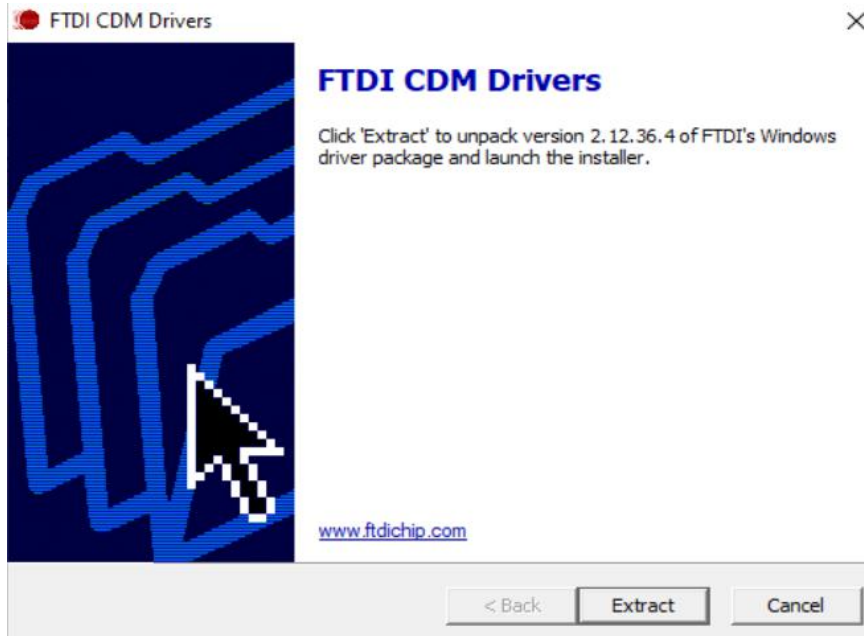 FTDI CDM Drivers
FTDI CDM Drivers
Click 'Extract' to unpack version 2.12.36.4 of FTDI's Windows
driver package and launch the installer.
www.ftdichip.com
< Back
Extract
Cancel